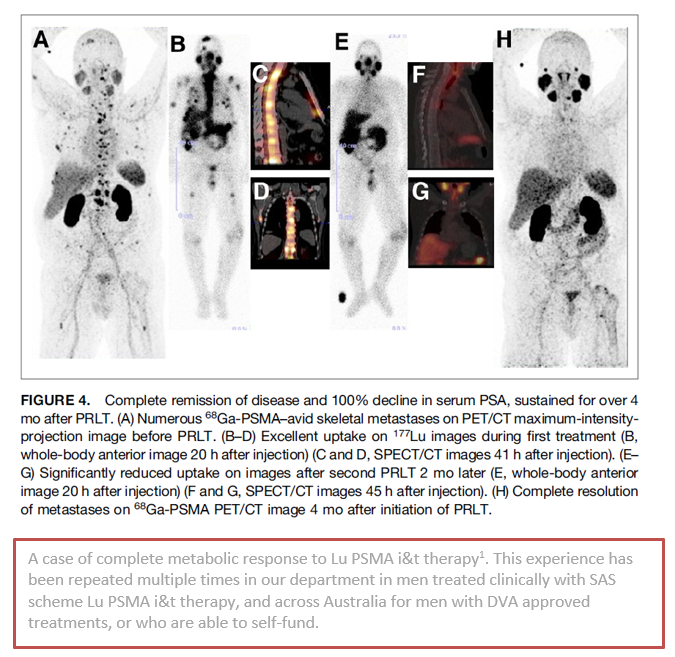 A
B
C
D
E
F
G
H
FIGURE 4. Complete remission of disease and 100% decline in serum PSA, sustained for over 4
mo after PRLT. (A) Numerous ⁶⁸Ga-PSMA–avid skeletal metastases on PET/CT maximum-intensity-
projection image before PRLT. (B–D) Excellent uptake on ¹⁷⁷Lu images during first treatment (B,
whole-body anterior image 20 h after injection) (C and D, SPECT/CT images 41 h after injection). (E–
G) Significantly reduced uptake on images after second PRLT 2 mo later (E, whole-body anterior
image 20 h after injection) (F and G, SPECT/CT images 45 h after injection). (H) Complete resolution
of metastases on ⁶⁸Ga-PSMA PET/CT image 4 mo after initiation of PRLT.
A case of complete metabolic response to Lu PSMA i&t therapy¹. This experience has
been repeated multiple times in our department in men treated clinically with SAS
scheme Lu PSMA i&t therapy, and across Australia for men with DVA approved
treatments, or who are able to self-fund.